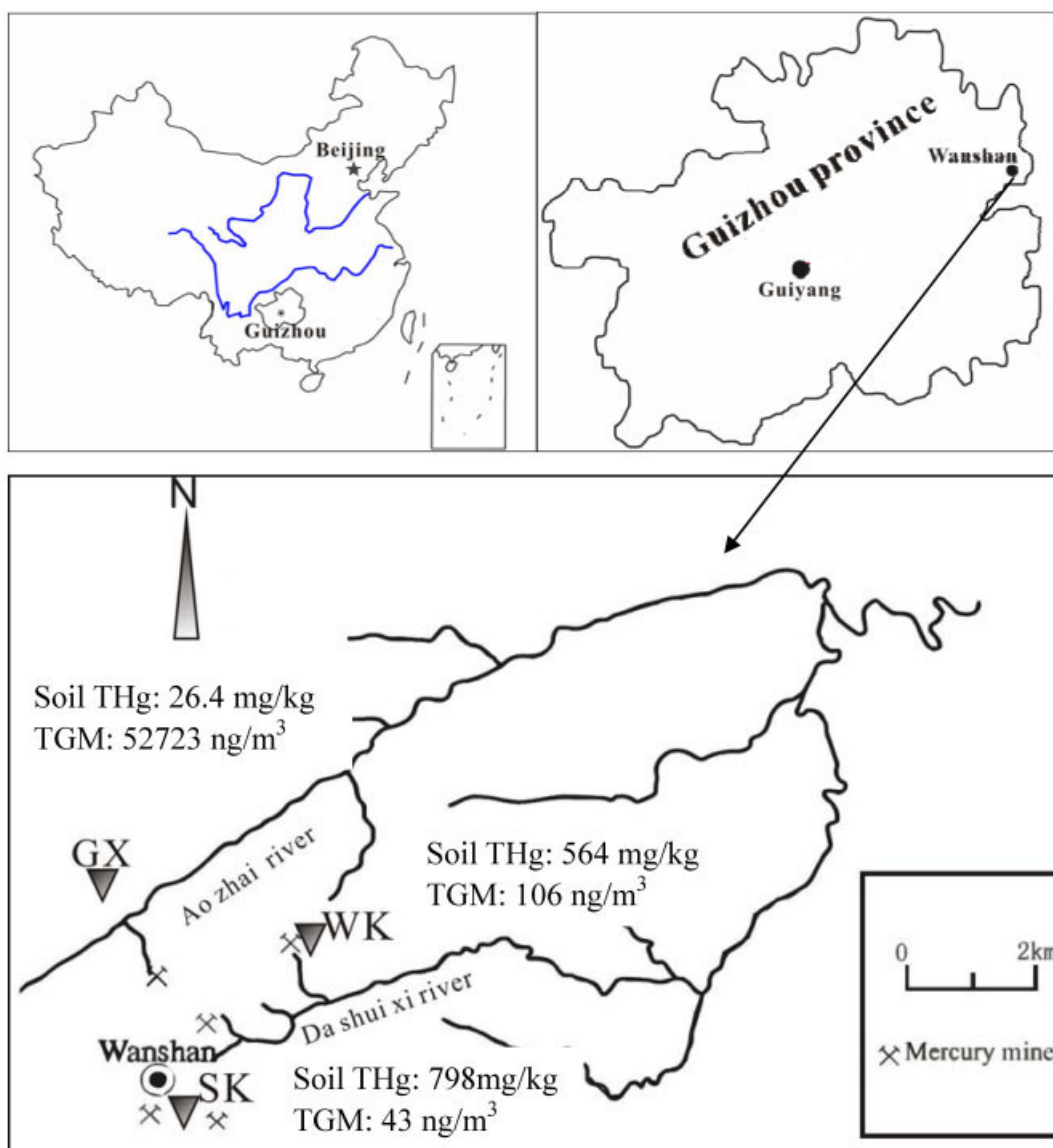 Beijing
Guizhou
Guizhou province
Wanshan
Guiyang
N
Soil THg: 26.4 mg/kg
TGM: 52723 ng/m³
GX
Ao zhai river
Soil THg: 564 mg/kg
TGM: 106 ng/m³
WK
Da shui xi river
0 2km
Mercury mine
Wanshan
SK
Soil THg: 798mg/kg
TGM: 43 ng/m³